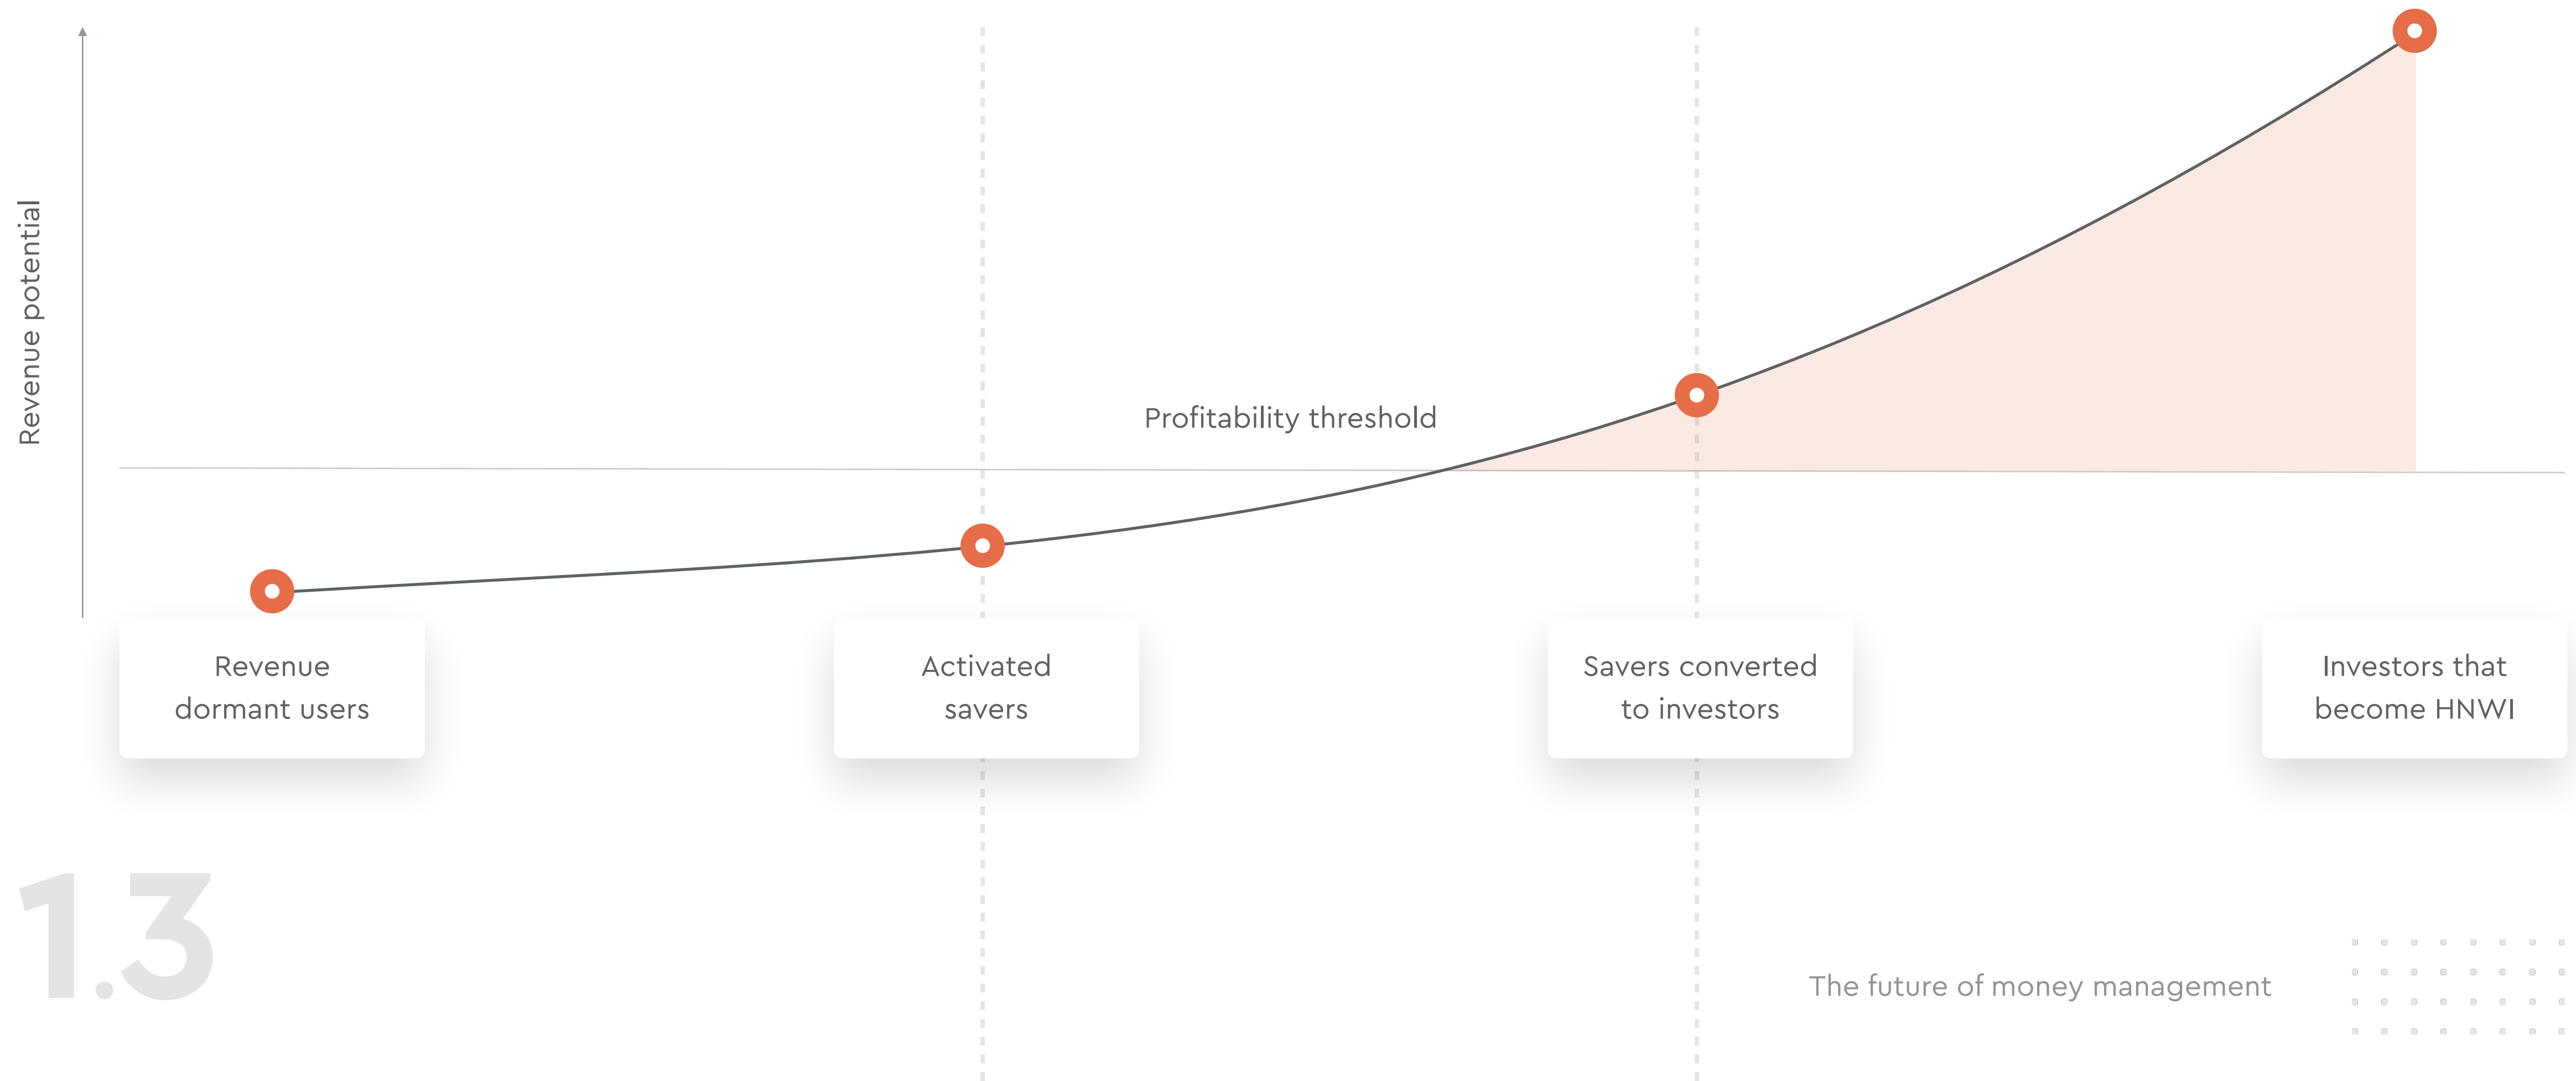 Revenue potential
Profitability threshold
Revenue
dormant users
Activated
savers
Savers converted
to investors
Investors that
become HNWI
1.3
The future of money management